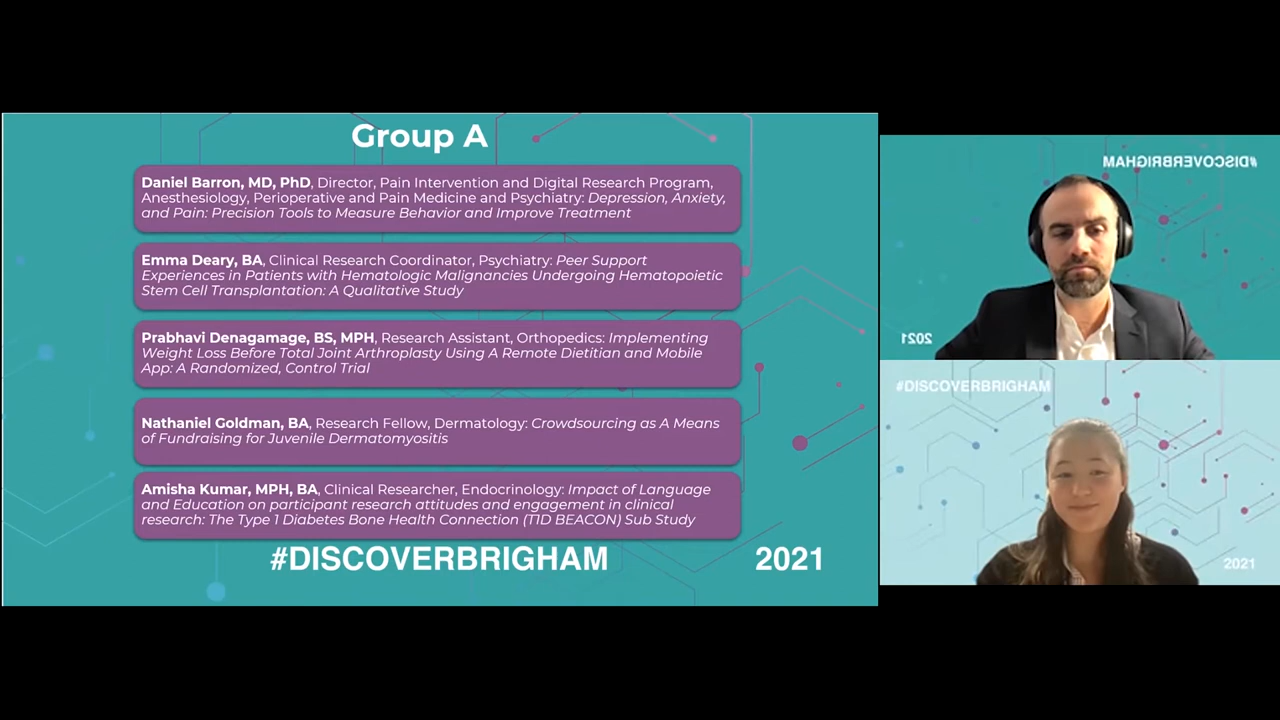 Group A
Daniel Barron, MD, PhD, Director, Pain Intervention and Digital Research Program,
Anesthesiology, Perioperative and Pain Medicine and Psychiatry: Depression, Anxiety,
and Pain: Precision Tools to Measure Behavior and Improve Treatment
Emma Deary, BA, Clinical Research Coordinator, Psychiatry: Peer Support
Experiences in Patients with Hematologic Malignancies Undergoing Hematopoietic
Stem Cell Transplantation: A Qualitative Study
Prabhavi Denagamage, BS, MPH, Research Assistant, Orthopedics: Implementing
Weight Loss Before Total Joint Arthroplasty Using A Remote Dietitian and Mobile
App: A Randomized, Control Trial
Nathaniel Goldman, BA, Research Fellow, Dermatology: Crowdsourcing as A Means
of Fundraising for Juvenile Dermatomyositis
Amisha Kumar, MPH, BA, Clinical Researcher, Endocrinology: Impact of Language
and Education on participant research attitudes and engagement in clinical
research: The Type 1 Diabetes Bone Health Connection (T1D BEACON) Sub Study
#DISCOVERBRIGHAM 2021
#DISCOVERBRIGHAM
2021
#DISCOVERBRIGHAM
2021